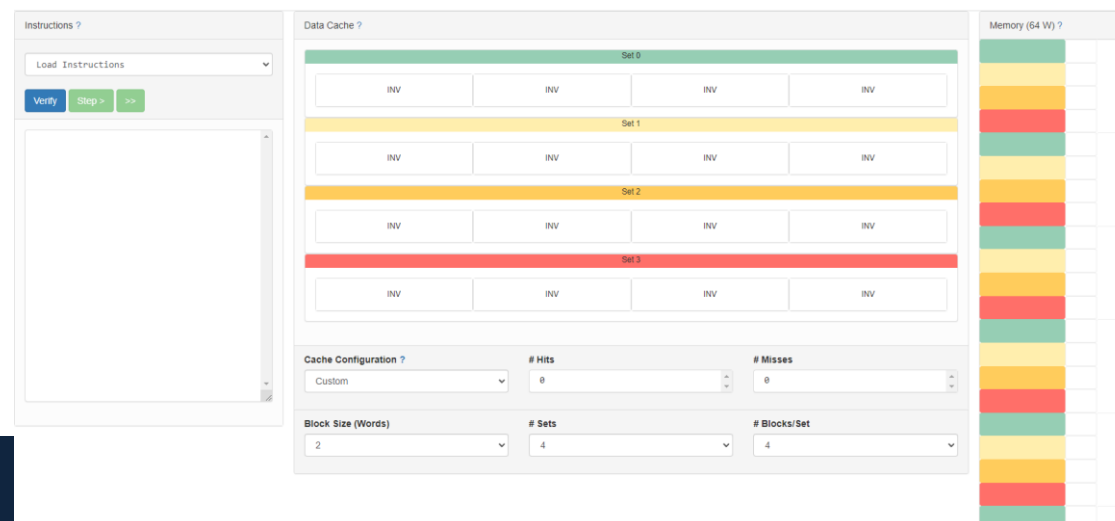 Instructions ?
Load Instructions
Verify Step > >>
Data Cache ?
Set 0
INV INV INV INV
Set 1
INV INV INV INV
Set 2
INV INV INV INV
Set 3
INV INV INV INV
Cache Configuration ? # Hits # Misses
Custom 0 0
Block Size (Words) # Sets # Blocks/Set
2 4 4
Memory (64 W) ?